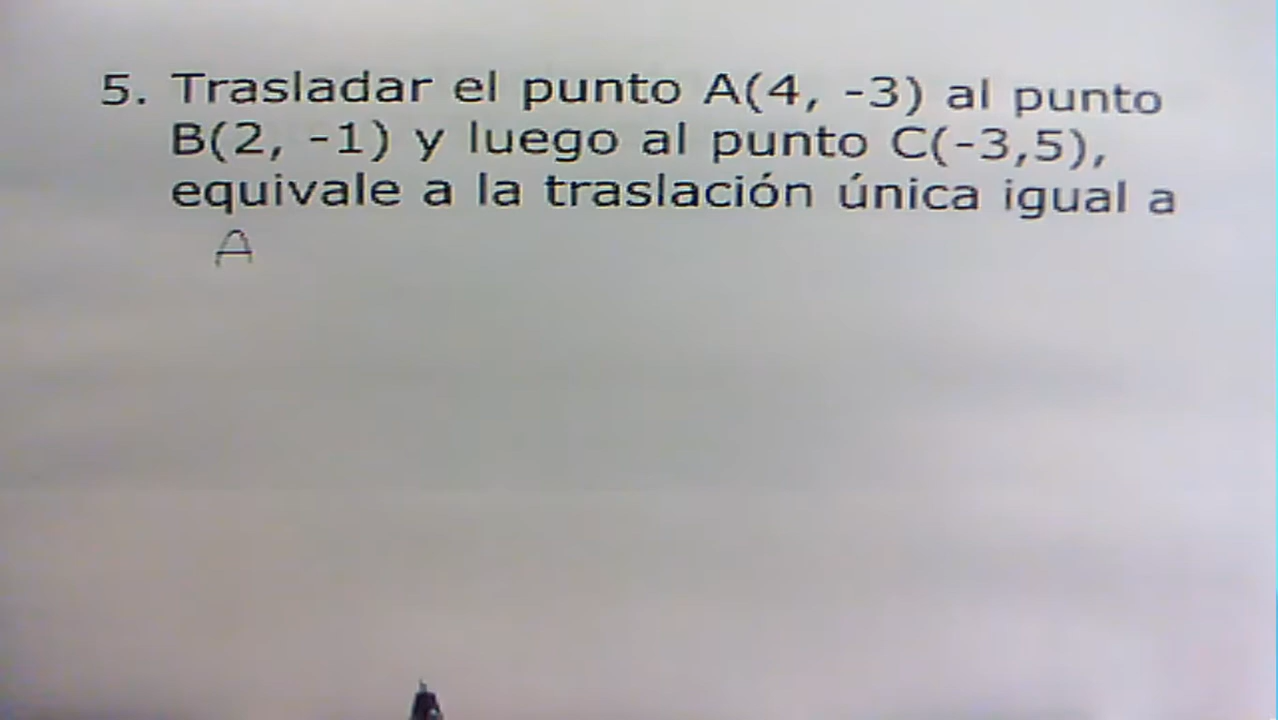 5. Trasladar el punto A(4, -3) al punto
B(2, -1) y luego al punto C(-3,5),
equivale a la traslación única igual a
A